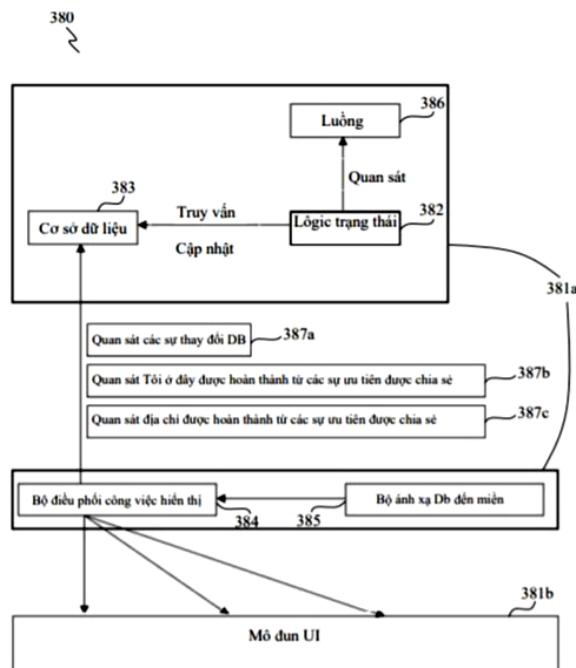 380
386
Luồng
Quan sát
383
Truy vấn
382
Cơ sở dữ liệu
Lôgic trạng thái
Cập nhật
381a
Quan sát các sự thay đổi DB
387a
Quan sát Tôi ở đây được hoàn thành từ các sự ưu tiên được chia sẻ
387b
Quan sát địa chỉ được hoàn thành từ các sự ưu tiên được chia sẻ
387c
Bộ điều phối công việc hiển thị
Bộ ánh xạ Db đến miền
384
385
381b
Mô đun UI